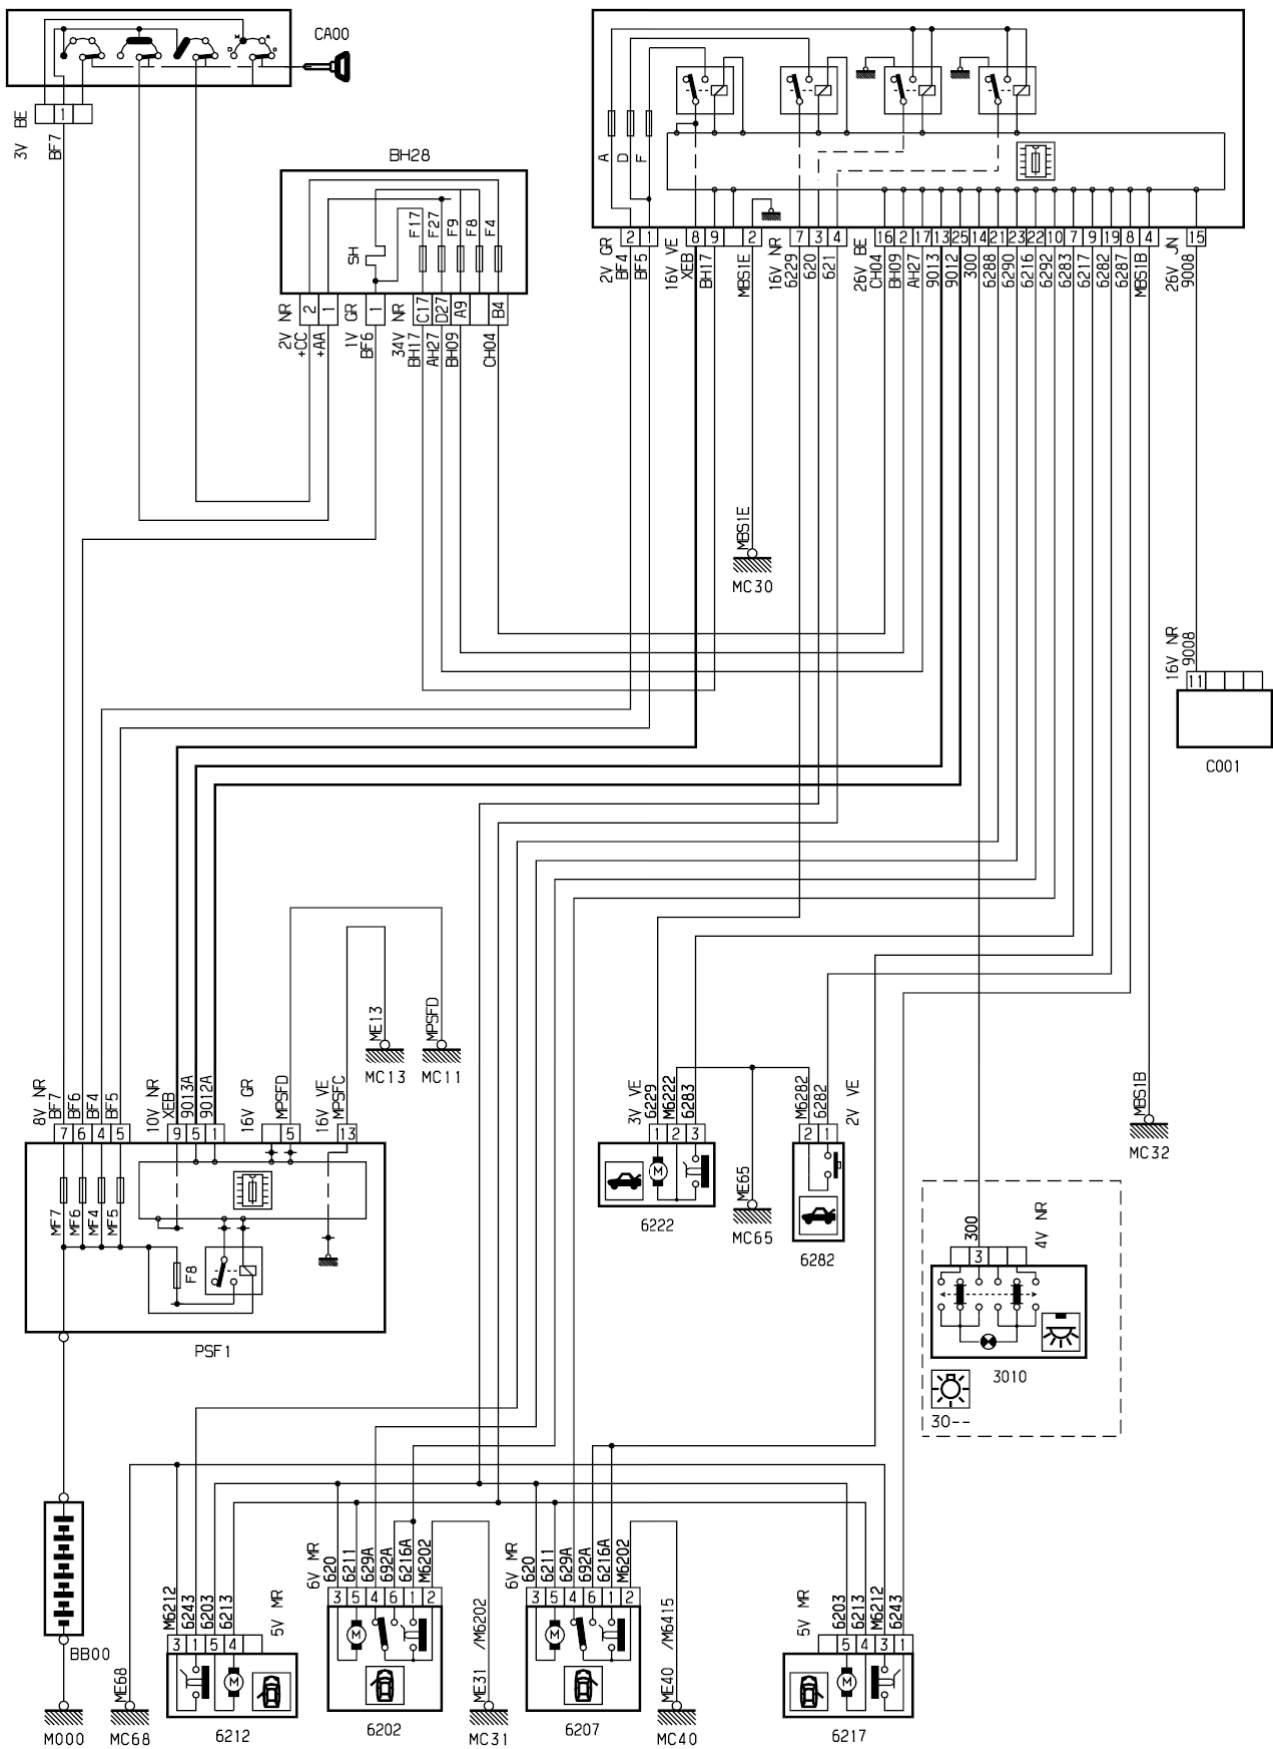 CA00
M
A
D
S
1
3V BE
BF7
BH28
SH
F17
F27
F9
F8
F4
2
1
1
C17
D27
A9
B4
2V NR
+CC
+AA
1V GR
BF6
34V NR
BH17
AH27
BH09
CH04
A
D
F
2
1
8
9
2
7
3
4
16
2
17
13
25
14
21
23
22
10
7
9
19
8
4
15
2V GR
BF4
BF5
16V VE
XEB
BH17
MBS1E
16V NR
6229
620
621
26V BE
CH04
BH09
AH27
9013
9012
300
6288
6290
6216
6292
6283
6217
6282
6287
MBS1B
26V JN
9008
MBS1E
MC30
16V NR
9008
11
C001
ME13
MC13
MPSFD
MC11
8V NR
BF7
BF6
BF4
BF5
10V NR
XEB
9013A
9012A
16V GR
MPSFD
16V VE
MPSFC
7
6
4
5
9
5
1
5
13
MF7
MF6
MF4
MF5
F8
PSF1
3V VE
6229
M6222
6283
1
2
3
M
6222
ME65
MC65
M6282
6282
2V VE
2
1
6282
MBS1B
MC32
300
4V NR
3
3010
30--
BB00
M000
ME68
MC68
M6212
6243
6203
6213
5V MR
3
1
5
4
M
6212
6V MR
620
6211
629A
692A
6216A
M6202
3
5
4
6
1
2
M
6202
ME31 /M6202
MC31
6V MR
620
6211
629A
692A
6216A
M6202
3
5
4
6
1
2
M
6207
ME40 /M6415
MC40
5V MR
6203
6213
M6212
6243
5
4
3
1
M
6217